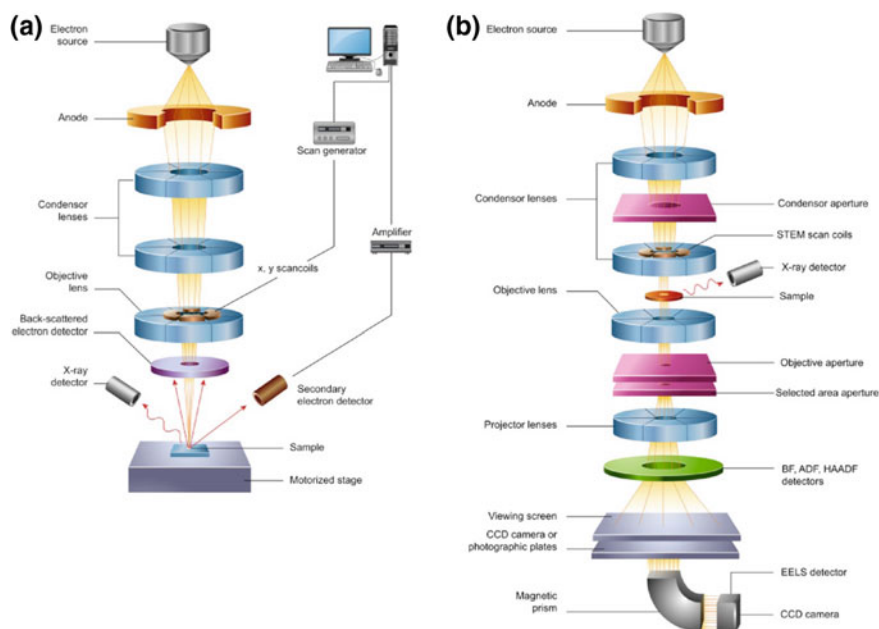 (a)
Electron
source
Anode
Scan generator
Condensor
lenses
Amplifier
x, y scancoils
Objective
lens
Back-scattered
electron detector
X-ray
detector
Secondary
electron detector
Sample
Motorized stage
(b)
Electron source
Anode
Condensor lenses
Condensor aperture
STEM scan coils
X-ray detector
Sample
Objective lens
Objective aperture
Selected area aperture
Projector lenses
BF, ADF, HAADF
detectors
Viewing screen
CCD camera or
photographic plates
EELS detector
Magnetic
prism
CCD camera